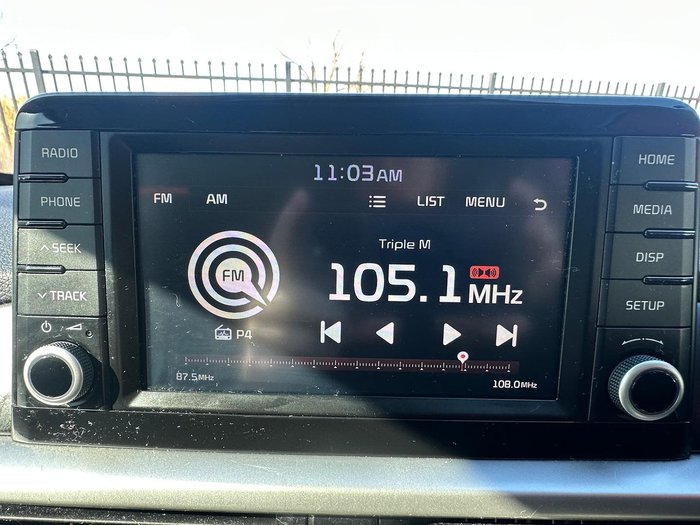 11:03AM
RADIO
PHONE
SEEK
TRACK
FM AM LIST MENU
Triple M
FM
105.1 MHz
P4
87.5MHz 108.0MHz
HOME
MEDIA
DISP
SETUP